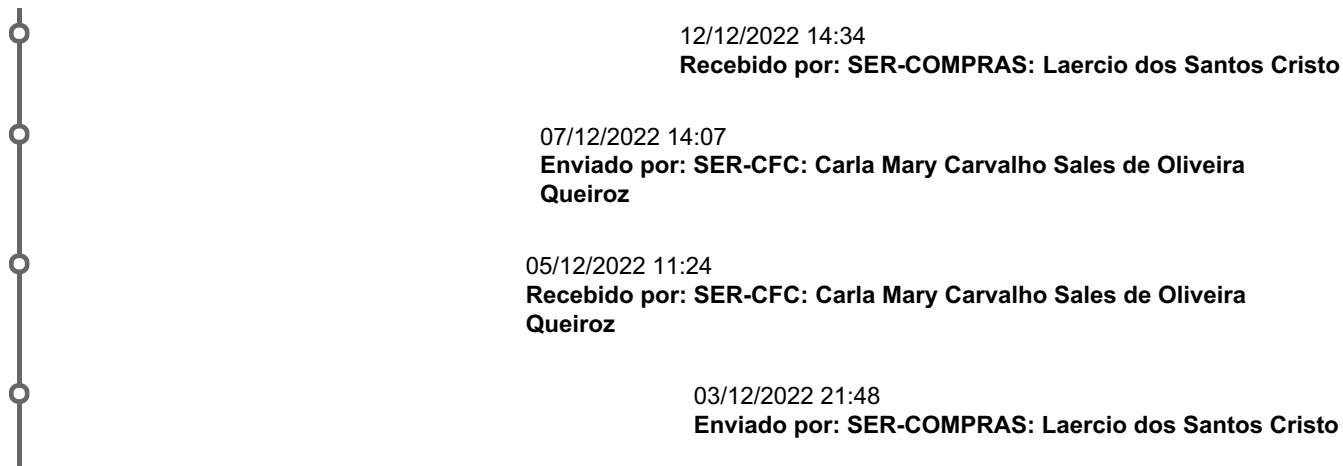 12/12/2022 14:34
Recebido por: SER-COMPRAS: Laercio dos Santos Cristo
07/12/2022 14:07
Enviado por: SER-CFC: Carla Mary Carvalho Sales de Oliveira
Queiroz
05/12/2022 11:24
Recebido por: SER-CFC: Carla Mary Carvalho Sales de Oliveira
Queiroz
03/12/2022 21:48
Enviado por: SER-COMPRAS: Laercio dos Santos Cristo